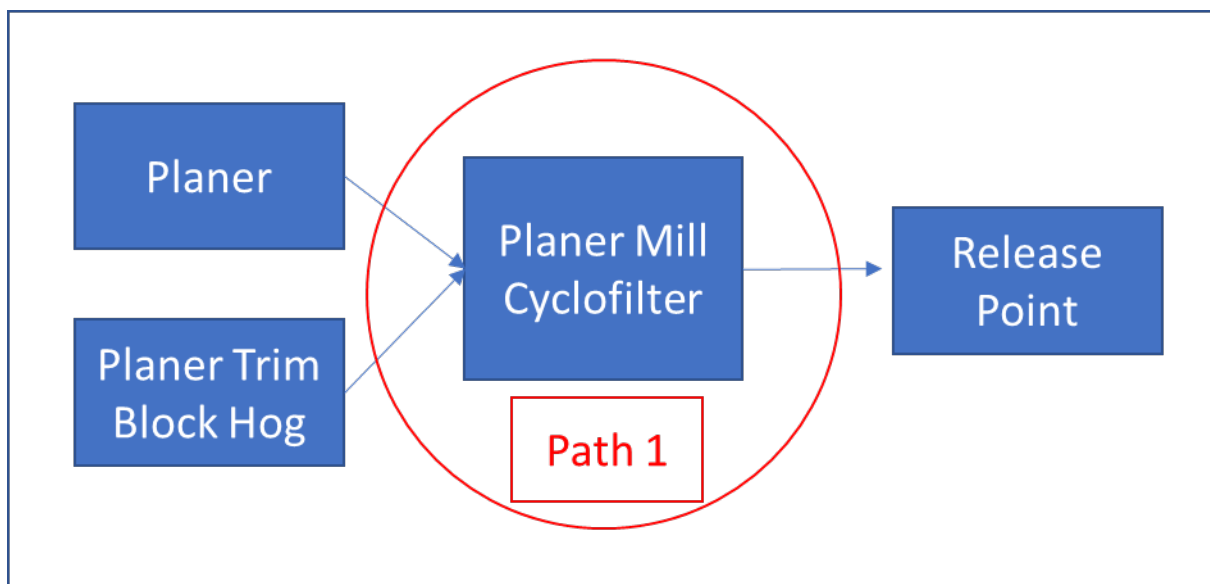 Planer
Planer Trim
Block Hog
Planer Mill
Cyclofilter
Path 1
Release
Point